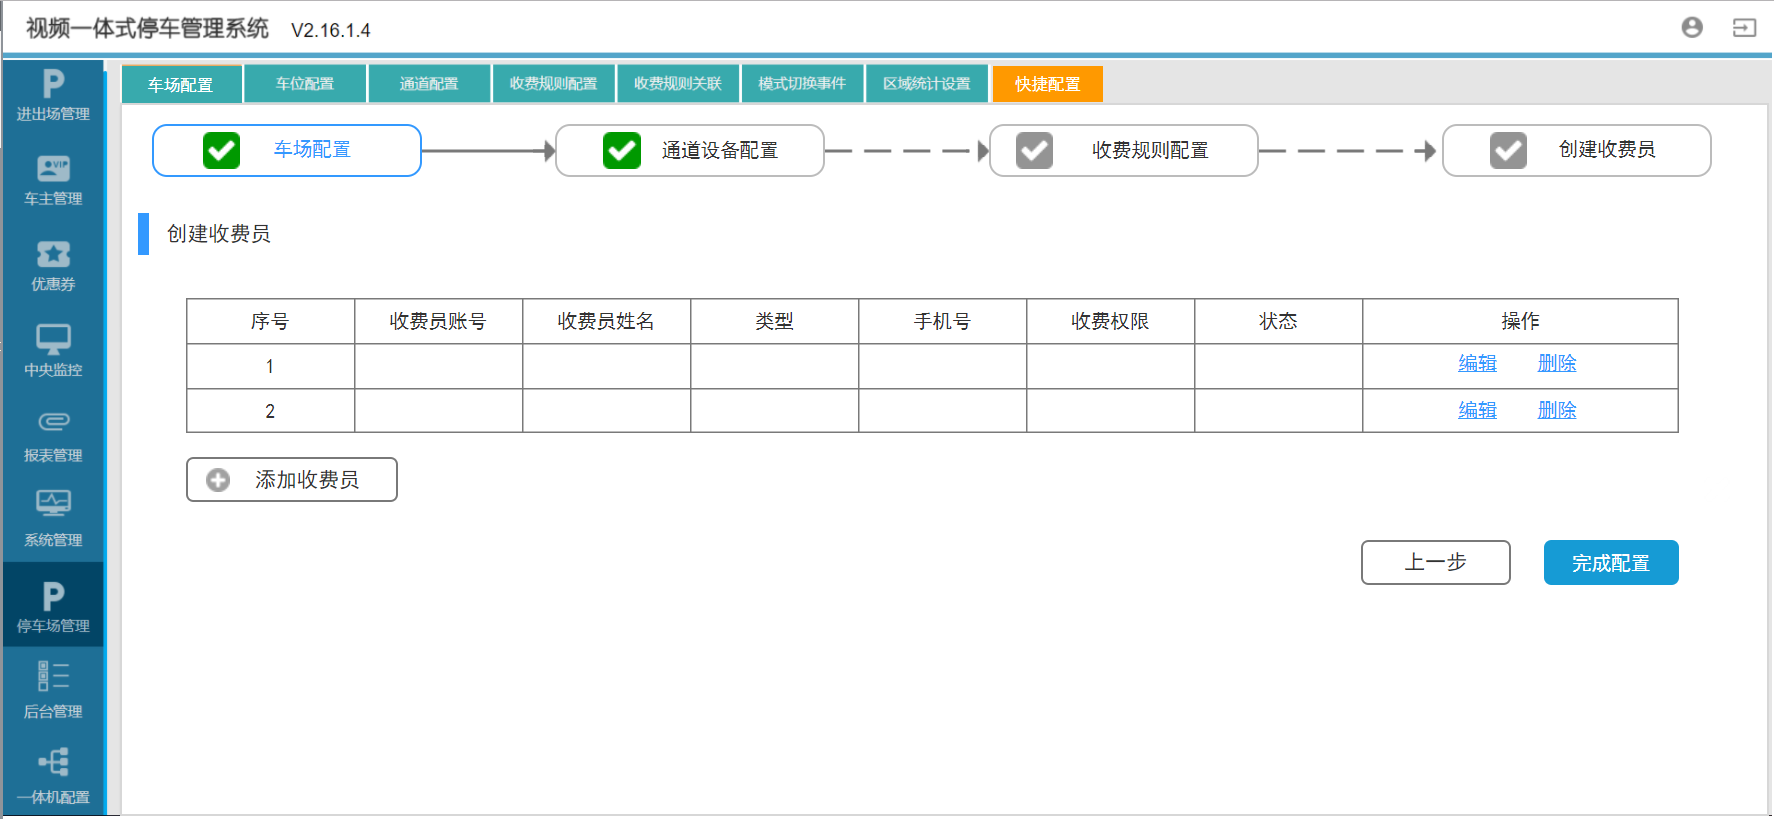 视频一体式停车管理系统 V2.16.1.4
车场配置 车位配置 通道配置 收费规则配置 收费规则关联 模式切换事件 区域统计设置 快捷配置
进出场管理
车主管理
优惠券
中央监控
报表管理
系统管理
停车场管理
后台管理
一体机配置
车场配置 通道设备配置 收费规则配置 创建收费员
创建收费员
序号 收费员账号 收费员姓名 类型 手机号 收费权限 状态 操作
1 编辑 删除
2 编辑 删除
添加收费员
上一步 完成配置